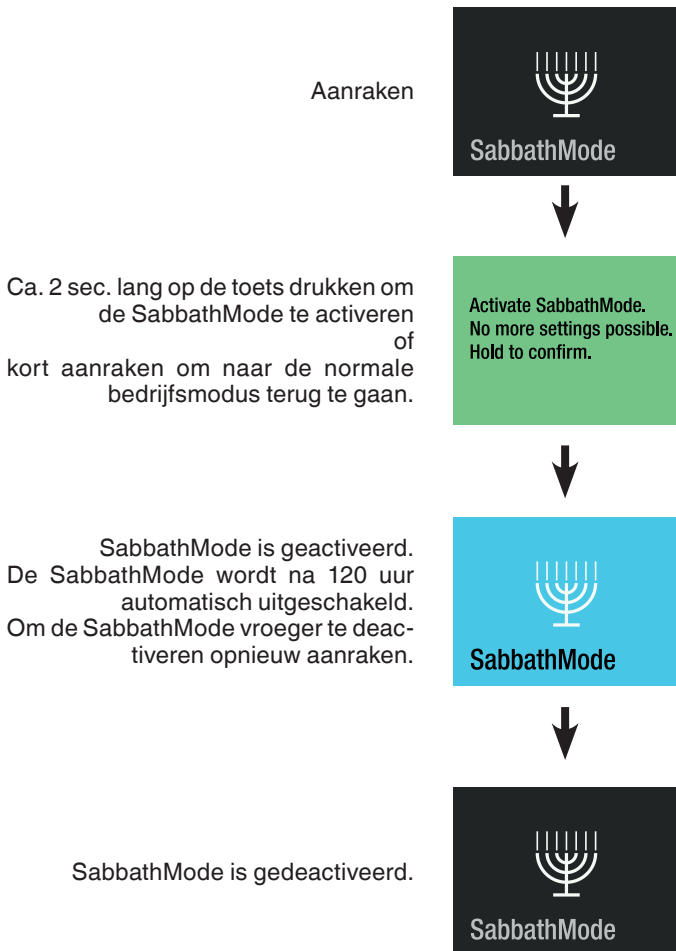 Aanraken
SabbathMode
Ca. 2 sec. lang op de toets drukken om
de SabbathMode te activeren
of
kort aanraken om naar de normale
bedrijfsmodus terug te gaan.
Activate SabbathMode.
No more settings possible.
Hold to confirm.
SabbathMode is geactiveerd.
De SabbathMode wordt na 120 uur
automatisch uitgeschakeld.
Om de SabbathMode vroeger te deac-
tiveren opnieuw aanraken.
SabbathMode
SabbathMode is gedeactiveerd.
SabbathMode